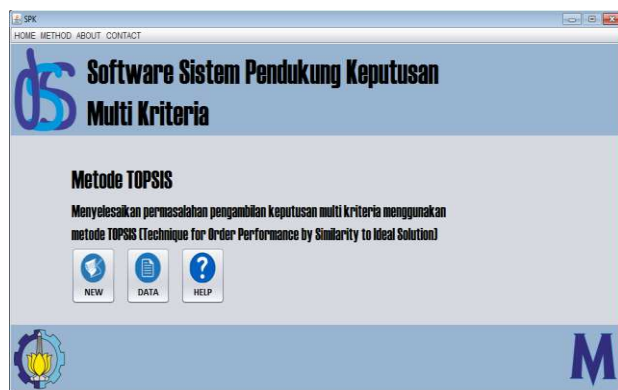 SPK
HOME METHOD ABOUT CONTACT
dss
Software Sistem Pendukung Keputusan
Multi Kriteria
Metode TOPSIS
Menyelesaikan permasalahan pengambilan keputusan multi kriteria menggunakan
metode TOPSIS (Technique for Order Performance by Similarity to Ideal Solution)
NEW DATA HELP
M